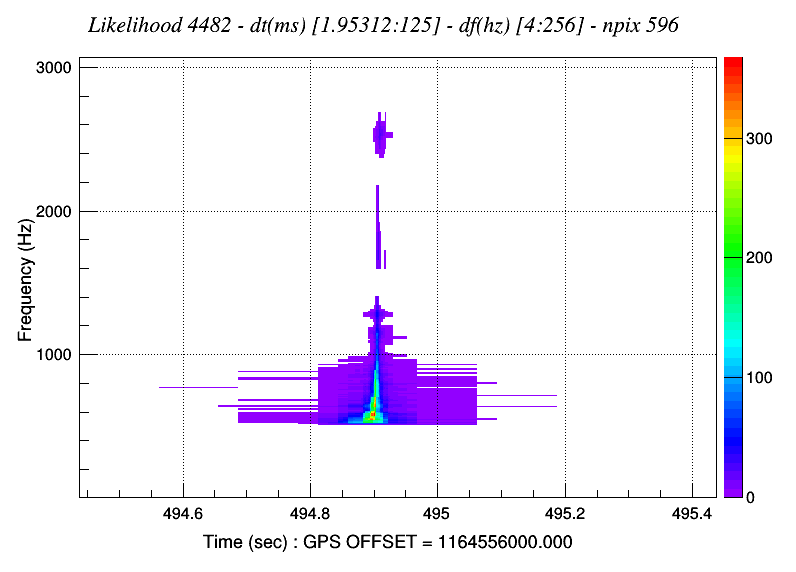 Likelihood 4482 - dt(ms) [1.95312:125] - df(hz) [4:256] - npix 596
3000
2000
1000
Frequency (Hz)
300
200
100
0
494.6 494.8 495 495.2 495.4
Time (sec) : GPS OFFSET = 1164556000.000